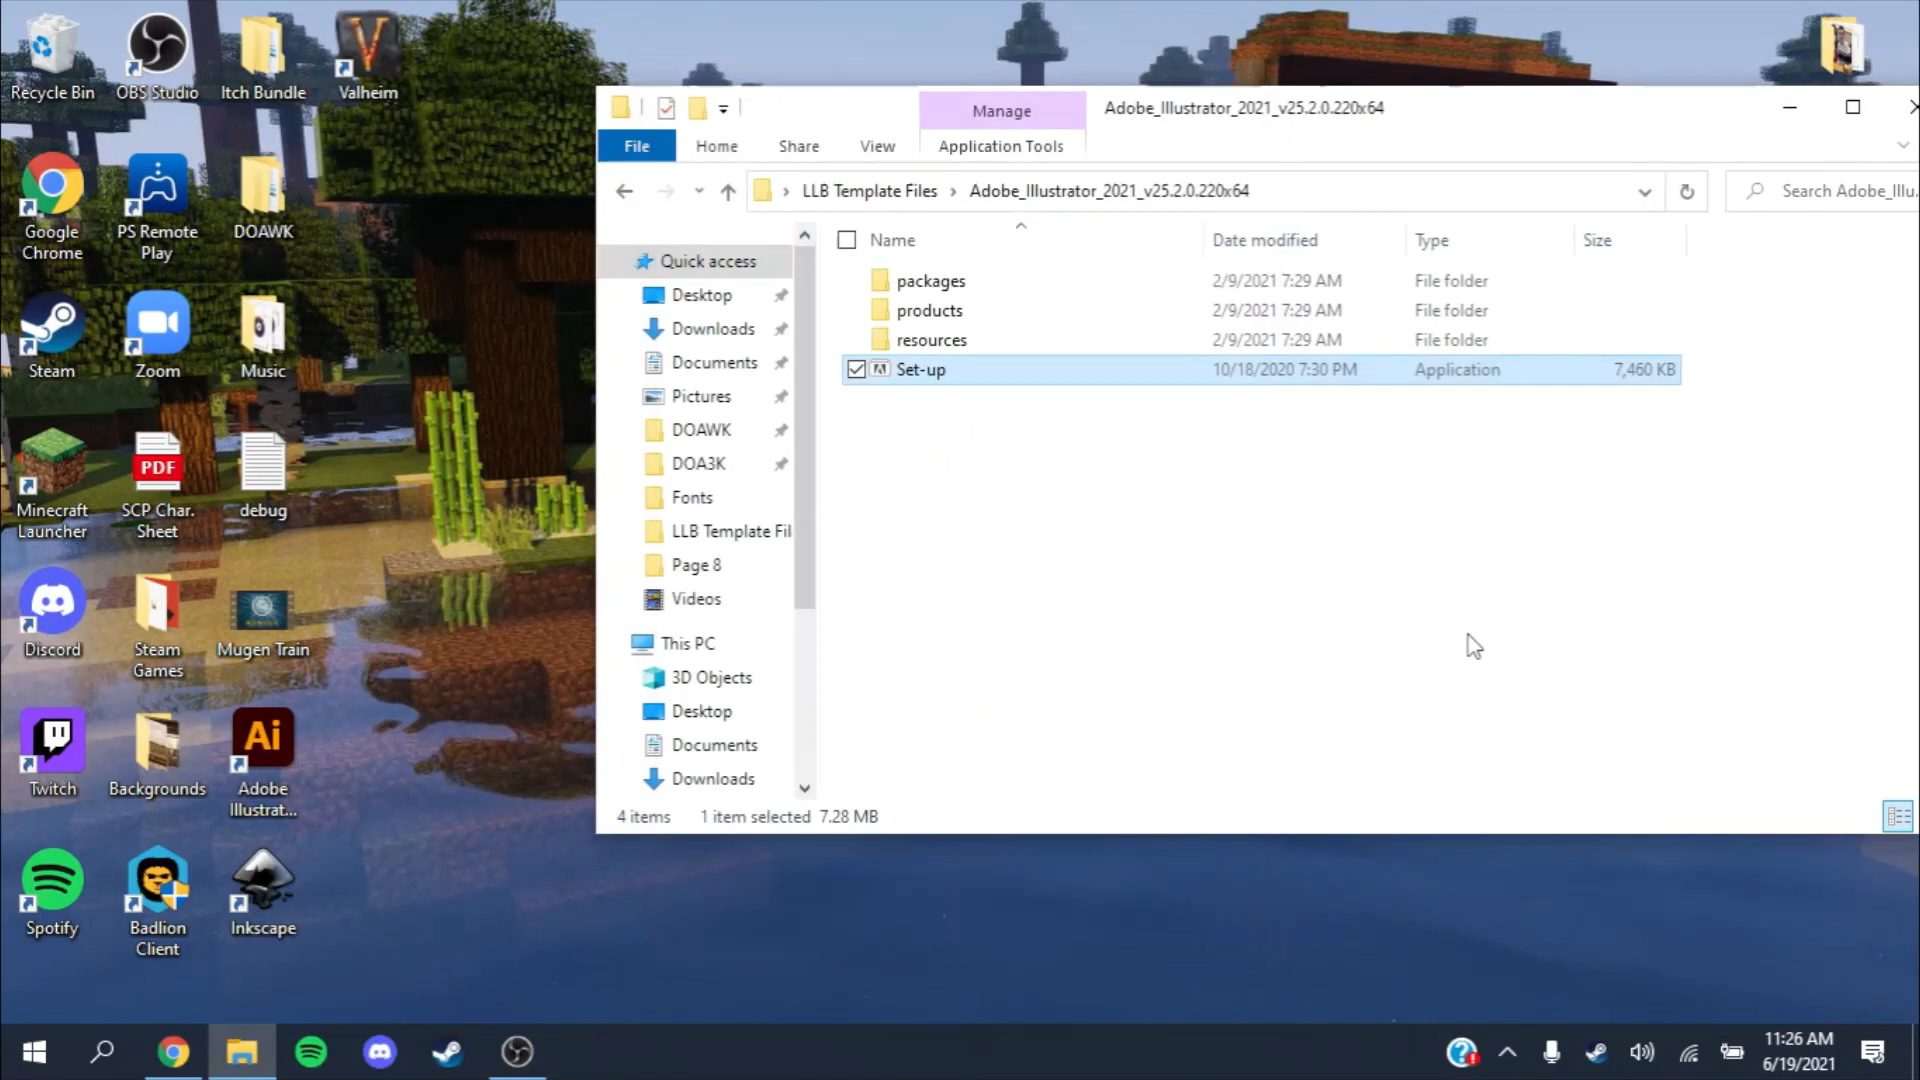 Recycle Bin
OBS Studio
Itch Bundle
Valheim
Google
Chrome
PS Remote
Play
DOAWK
Steam
Zoom
Music
Minecraft
Launcher
PDF
SCP Char.
Sheet
debug
Discord
Steam
Games
Mugen Train
Twitch
Backgrounds
Ai
Adobe
Illustrat...
Spotify
Badlion
Client
Inkscape
Manage
Adobe_Illustrator_2021_v25.2.0.220x64
File
Home
Share
View
Application Tools
LLB Template Files
Adobe_Illustrator_2021_v25.2.0.220x64
Search Adobe_Illu...
Name
Date modified
Type
Size
packages 2/9/2021 7:29 AM File folder
products 2/9/2021 7:29 AM File folder
resources 2/9/2021 7:29 AM File folder
Set-up 10/18/2020 7:30 PM Application 7,460 KB
Quick access
Desktop
Downloads
Documents
Pictures
DOAWK
DOA3K
Fonts
LLB Template Fil
Page 8
Videos
This PC
3D Objects
Desktop
Documents
Downloads
4 items
1 item selected 7.28 MB
11:26 AM
6/19/2021